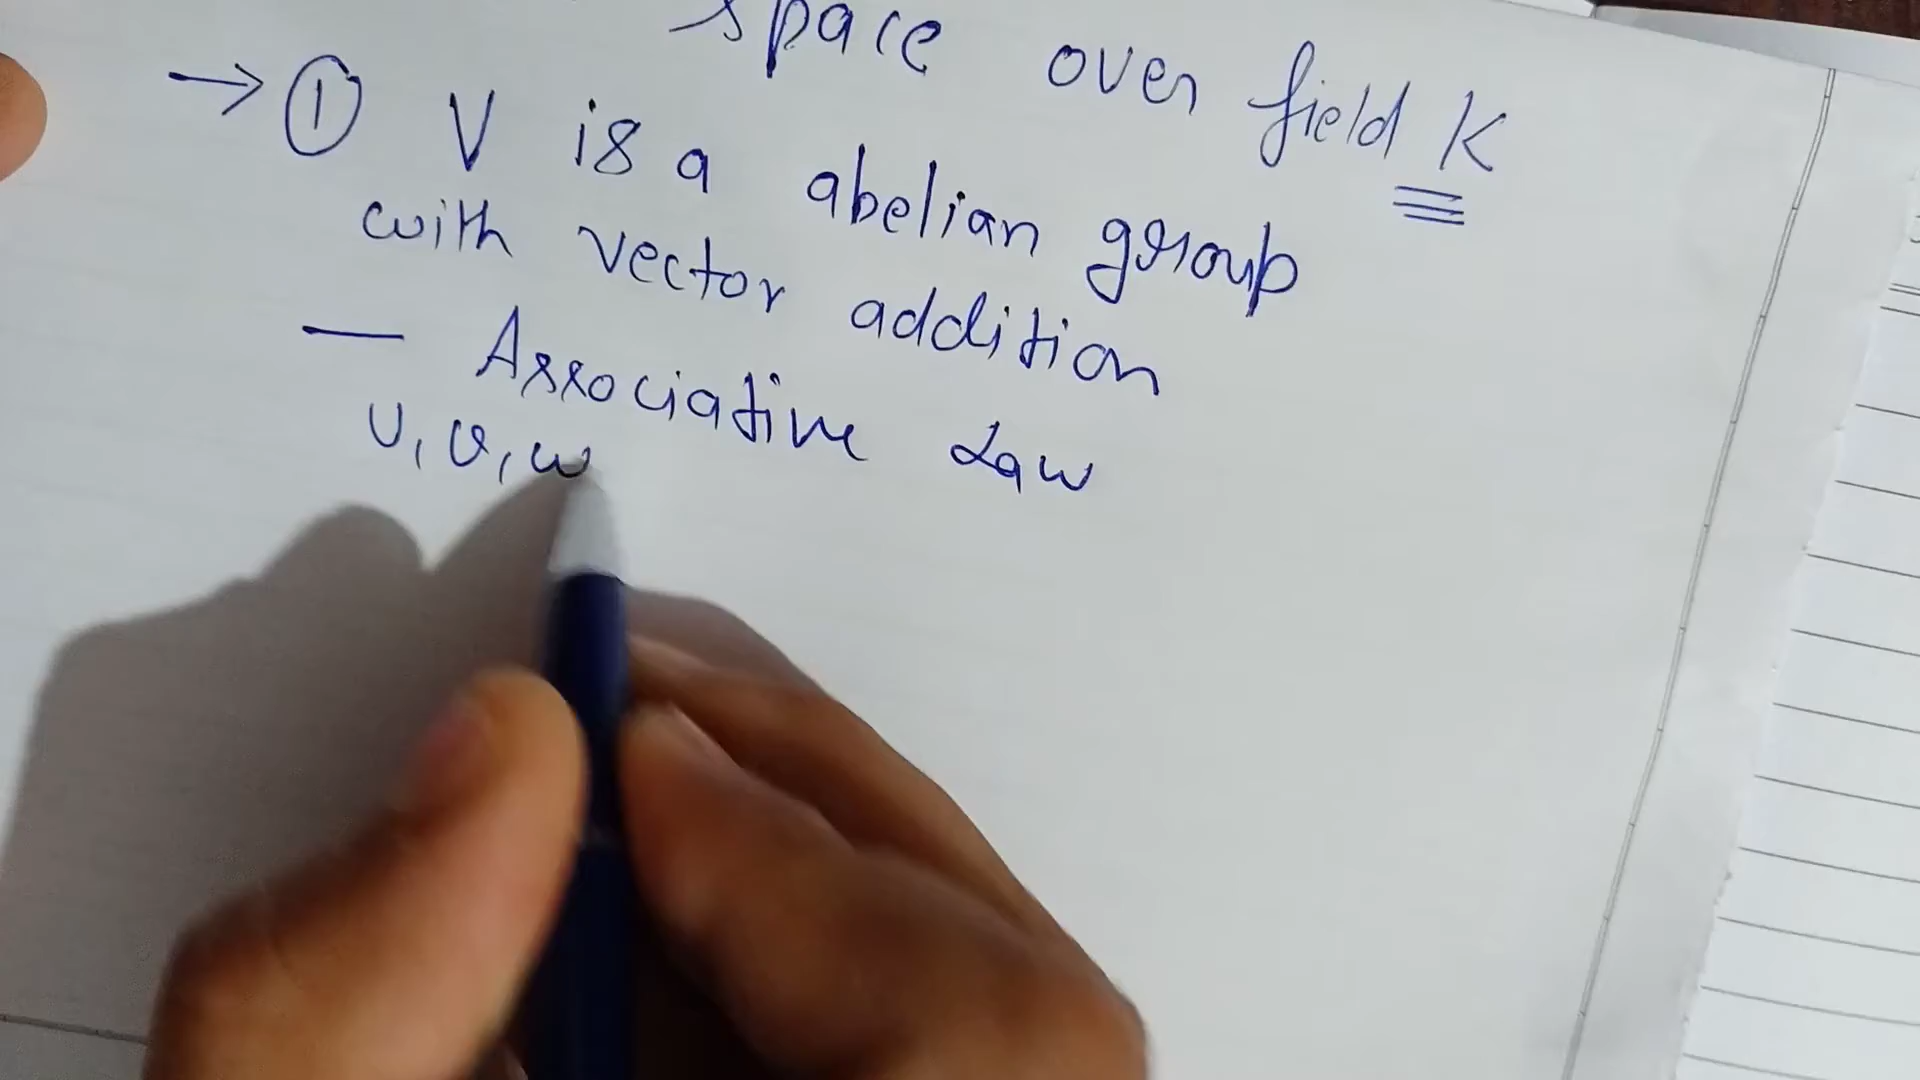 space over field K
→ ① V is a abelian group
with vector addition
— Associative Law
u, v, w